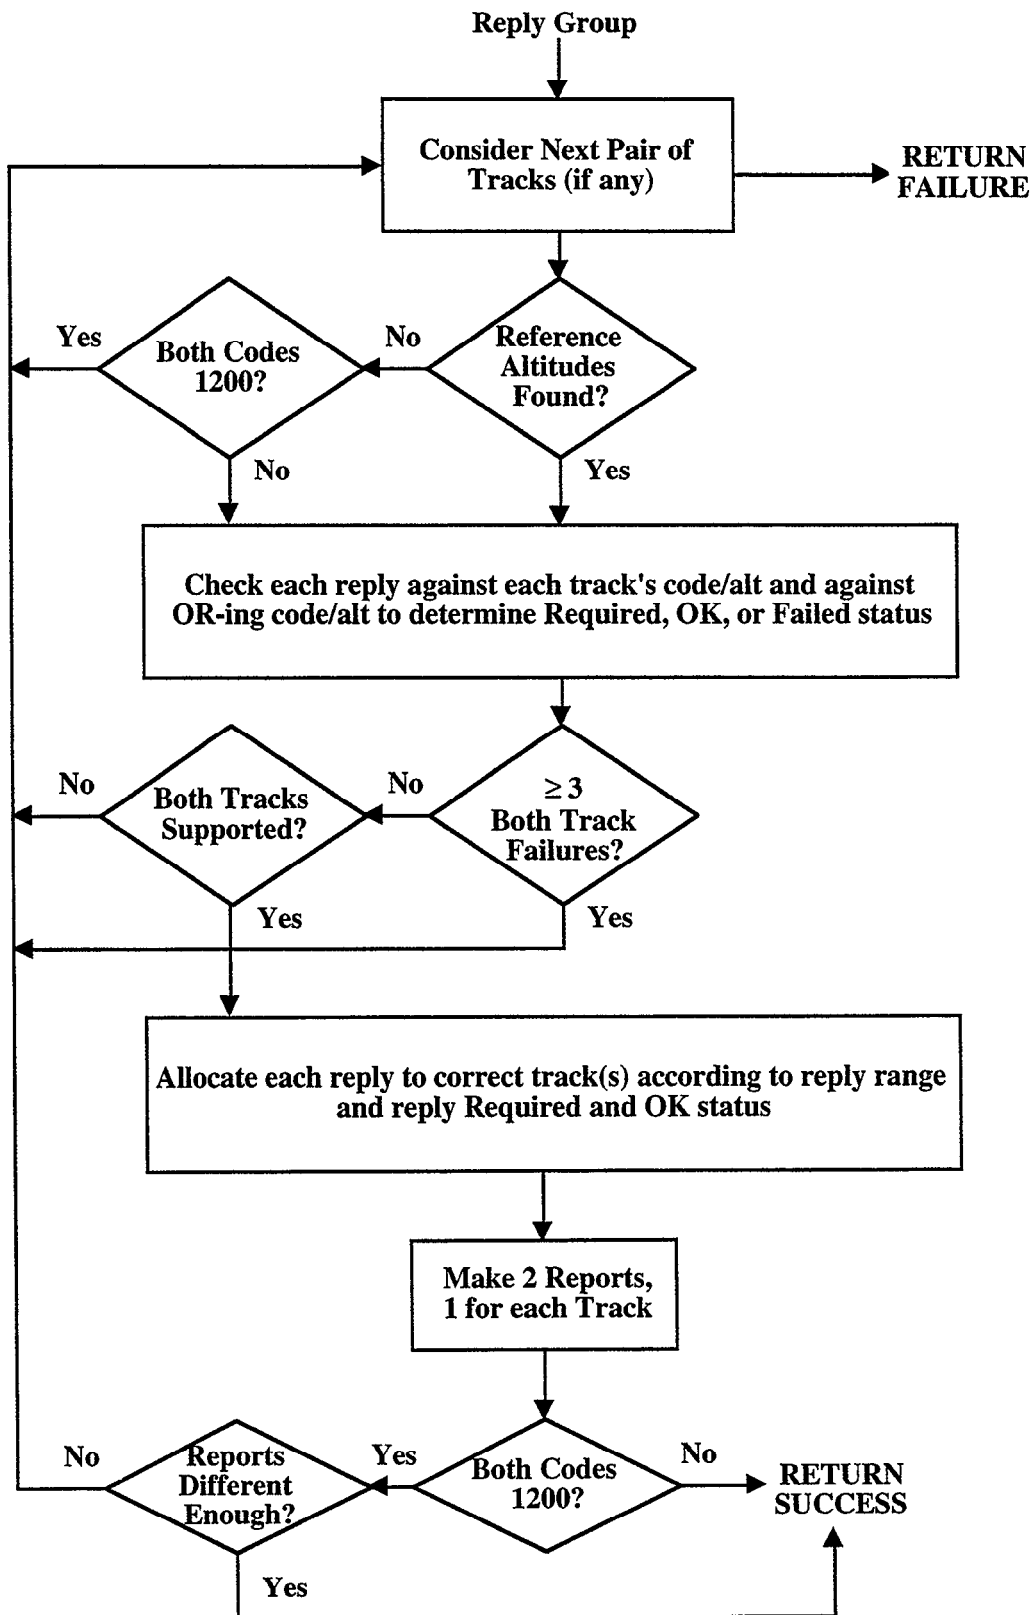 Reply Group
Consider Next Pair of
Tracks (if any)
RETURN
FAILURE
Yes
Both Codes
1200?
No
Reference
Altitudes
Found?
No
Yes
Check each reply against each track's code/alt and against
OR-ing code/alt to determine Required, OK, or Failed status
No
Both Tracks
Supported?
No
≥ 3
Both Track
Failures?
Yes
Yes
Allocate each reply to correct track(s) according to reply range
and reply Required and OK status
Make 2 Reports,
1 for each Track
No
Reports
Different
Enough?
Yes
Both Codes
1200?
No
RETURN
SUCCESS
Yes